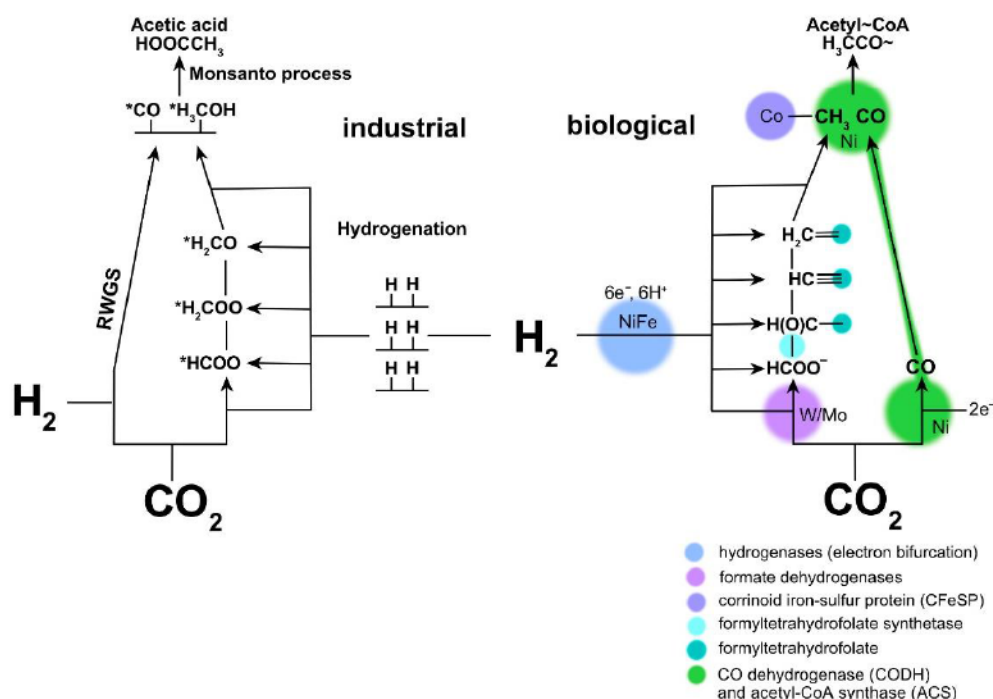 Acetic acid
HOOCCH₃
Monsanto process
*CO *H₃COH
industrial
RWGS
*H₂CO
*H₂COO
*HCOO
Hydrogenation
H H
H H
H H
H₂
CO₂
H₂
biological
Acetyl~CoA
H₃CCO~
Co
CH₃ CO
Ni
6e⁻, 6H⁺
NiFe
H₂C
HC
H(O)C
HCOO⁻
W/Mo
CO
Ni
2e⁻
CO₂
hydrogenases (electron bifurcation)
formate dehydrogenases
corrinoid iron-sulfur protein (CFeSP)
formyltetrahydrofolate synthetase
formyltetrahydrofolate
CO dehydrogenase (CODH)
and acetyl-CoA synthase (ACS)